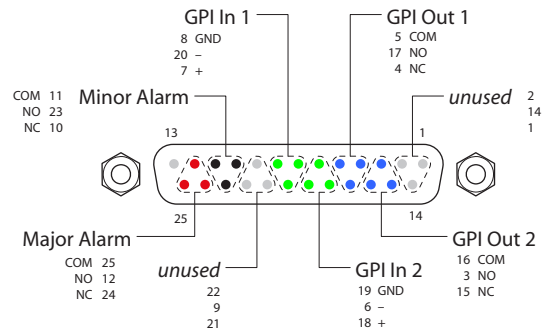 GPI In 1
8 GND
20 –
7 +
GPI Out 1
5 COM
17 NO
4 NC
COM 11
NO 23
NC 10
Minor Alarm
unused
2
14
1
13
1
25
14
Major Alarm
COM 25
NO 12
NC 24
unused
22
9
21
GPI In 2
19 GND
6 –
18 +
GPI Out 2
16 COM
3 NO
15 NC